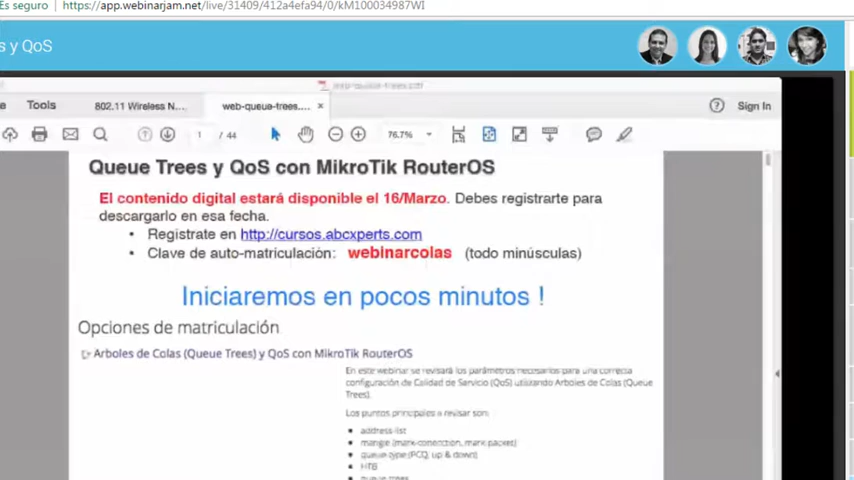 Es seguro | https://app.webinarjam.net/live/31409/412a4efa94/0/kM100034987WI
s y QoS
web-queue-trees.pdf
Tools 802.11 Wireless N... web-queue-trees.... × ? Sign In
1 / 44 76.7%
Queue Trees y QoS con MikroTik RouterOS
El contenido digital estará disponible el 16/Marzo. Debes registrarte para
descargarlo en esa fecha.
• Registrate en http://cursos.abcxperts.com
• Clave de auto-matriculación: webinarcolas (todo minúsculas)
Iniciaremos en pocos minutos !
Opciones de matriculación
Arboles de Colas (Queue Trees) y QoS con MikroTik RouterOS
En este webinar se revisará los parámetros necesarios para una correcta
configuración de Calidad de Servicio (QoS) utilizando Arboles de Colas (Queue
Trees).
Los puntos principales a revisar son:
• address-list
• mangle (mark-connection, mark-packet)
• queue-type (PCQ, up & down)
• HTB
• queue trees